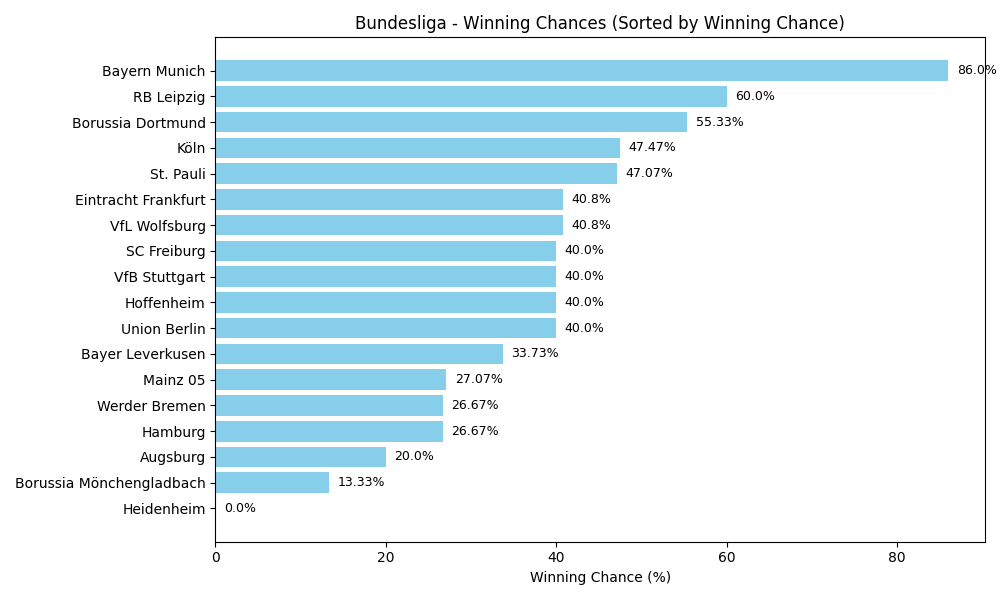 Bundesliga - Winning Chances (Sorted by Winning Chance)
Bayern Munich 86.0%
RB Leipzig 60.0%
Borussia Dortmund 55.33%
Köln 47.47%
St. Pauli 47.07%
Eintracht Frankfurt 40.8%
VfL Wolfsburg 40.8%
SC Freiburg 40.0%
VfB Stuttgart 40.0%
Hoffenheim 40.0%
Union Berlin 40.0%
Bayer Leverkusen 33.73%
Mainz 05 27.07%
Werder Bremen 26.67%
Hamburg 26.67%
Augsburg 20.0%
Borussia Mönchengladbach 13.33%
Heidenheim 0.0%
0 20 40 60 80
Winning Chance (%)